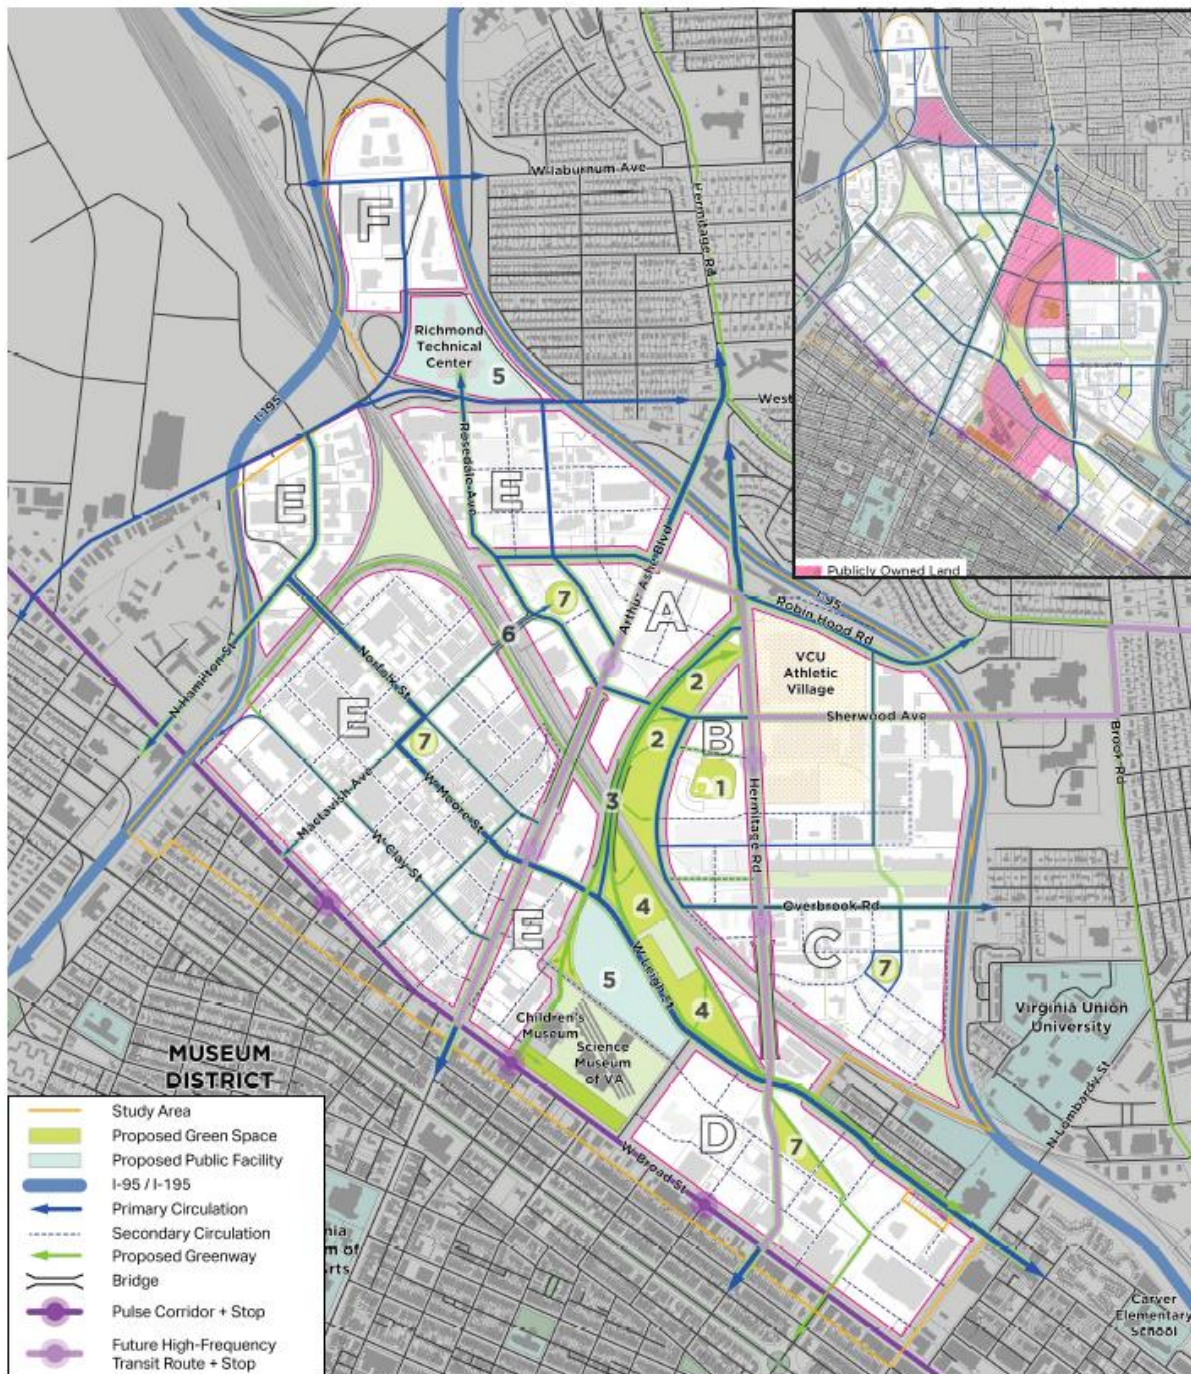 W Laburnum Ave
Hermitage Rd
F
Richmond
Technical
Center
5
I-195
West
Rosedale Ave
E
E
Arthur Ashe Blvd
Publicly Owned Land
7
A
I-95
Robin Hood Rd
6
VCU
Athletic
Village
N Hamilton St
Norfolk St
2
E
Sherwood Ave
2
B
7
Brook Rd
1
Mactavish Ave
W Moore St
3
Hermitage Rd
W Clay St
4
Overbrook Rd
E
C
W Leigh St
7
5
4
Virginia Union
University
Children's
Museum
Science
Museum
of VA
MUSEUM
DISTRICT
N Lombardy St
D
7
W Broad St
nia
m of
Arts
Carver
Elementary
School
Study Area
Proposed Green Space
Proposed Public Facility
I-95 / I-195
Primary Circulation
Secondary Circulation
Proposed Greenway
Bridge
Pulse Corridor + Stop
Future High-Frequency
Transit Route + Stop